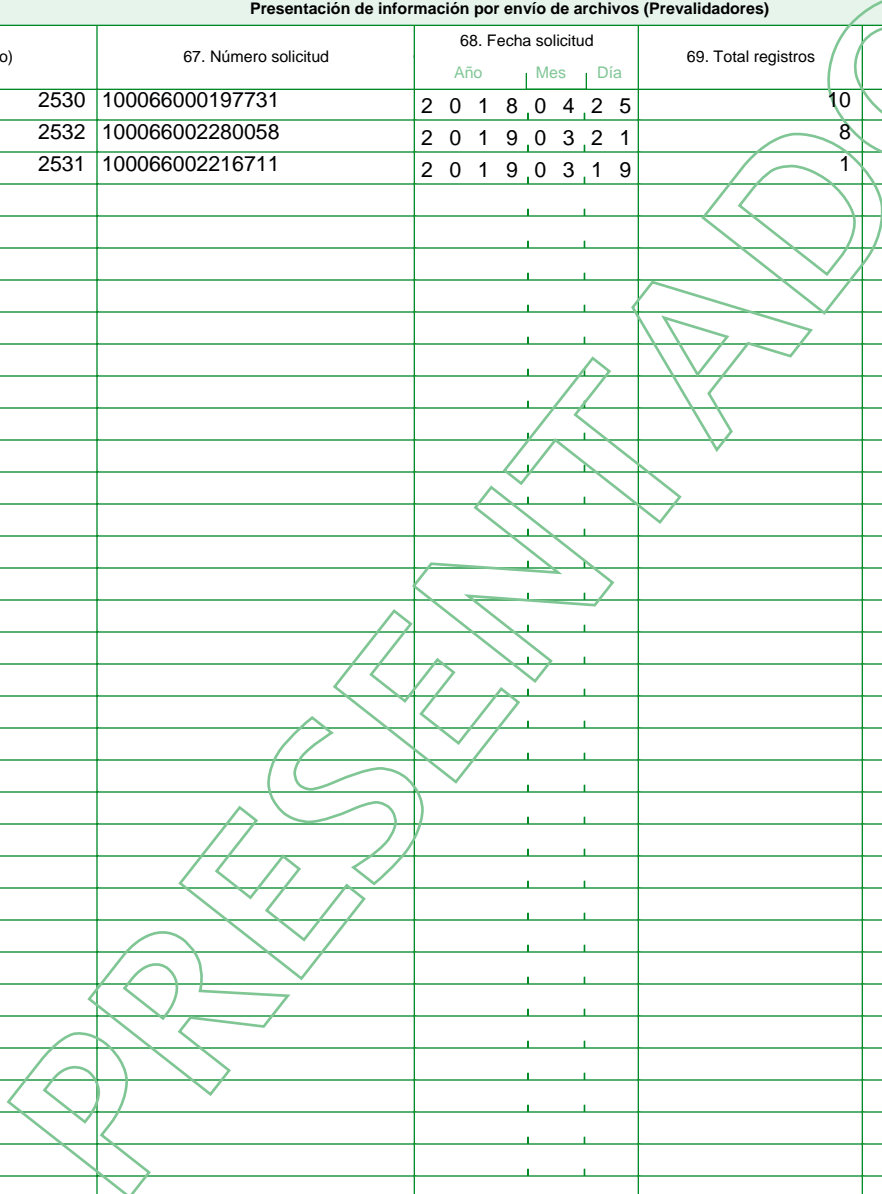 Presentación de información por envío de archivos (Prevalidadores)
o) 67. Número solicitud 68. Fecha solicitud 69. Total registros
Año Mes Día
2530 100066000197731 2 0 1 8 0 4 2 5 10
2532 100066002280058 2 0 1 9 0 3 2 1 8
2531 100066002216711 2 0 1 9 0 3 1 9 1
PRESENTADO